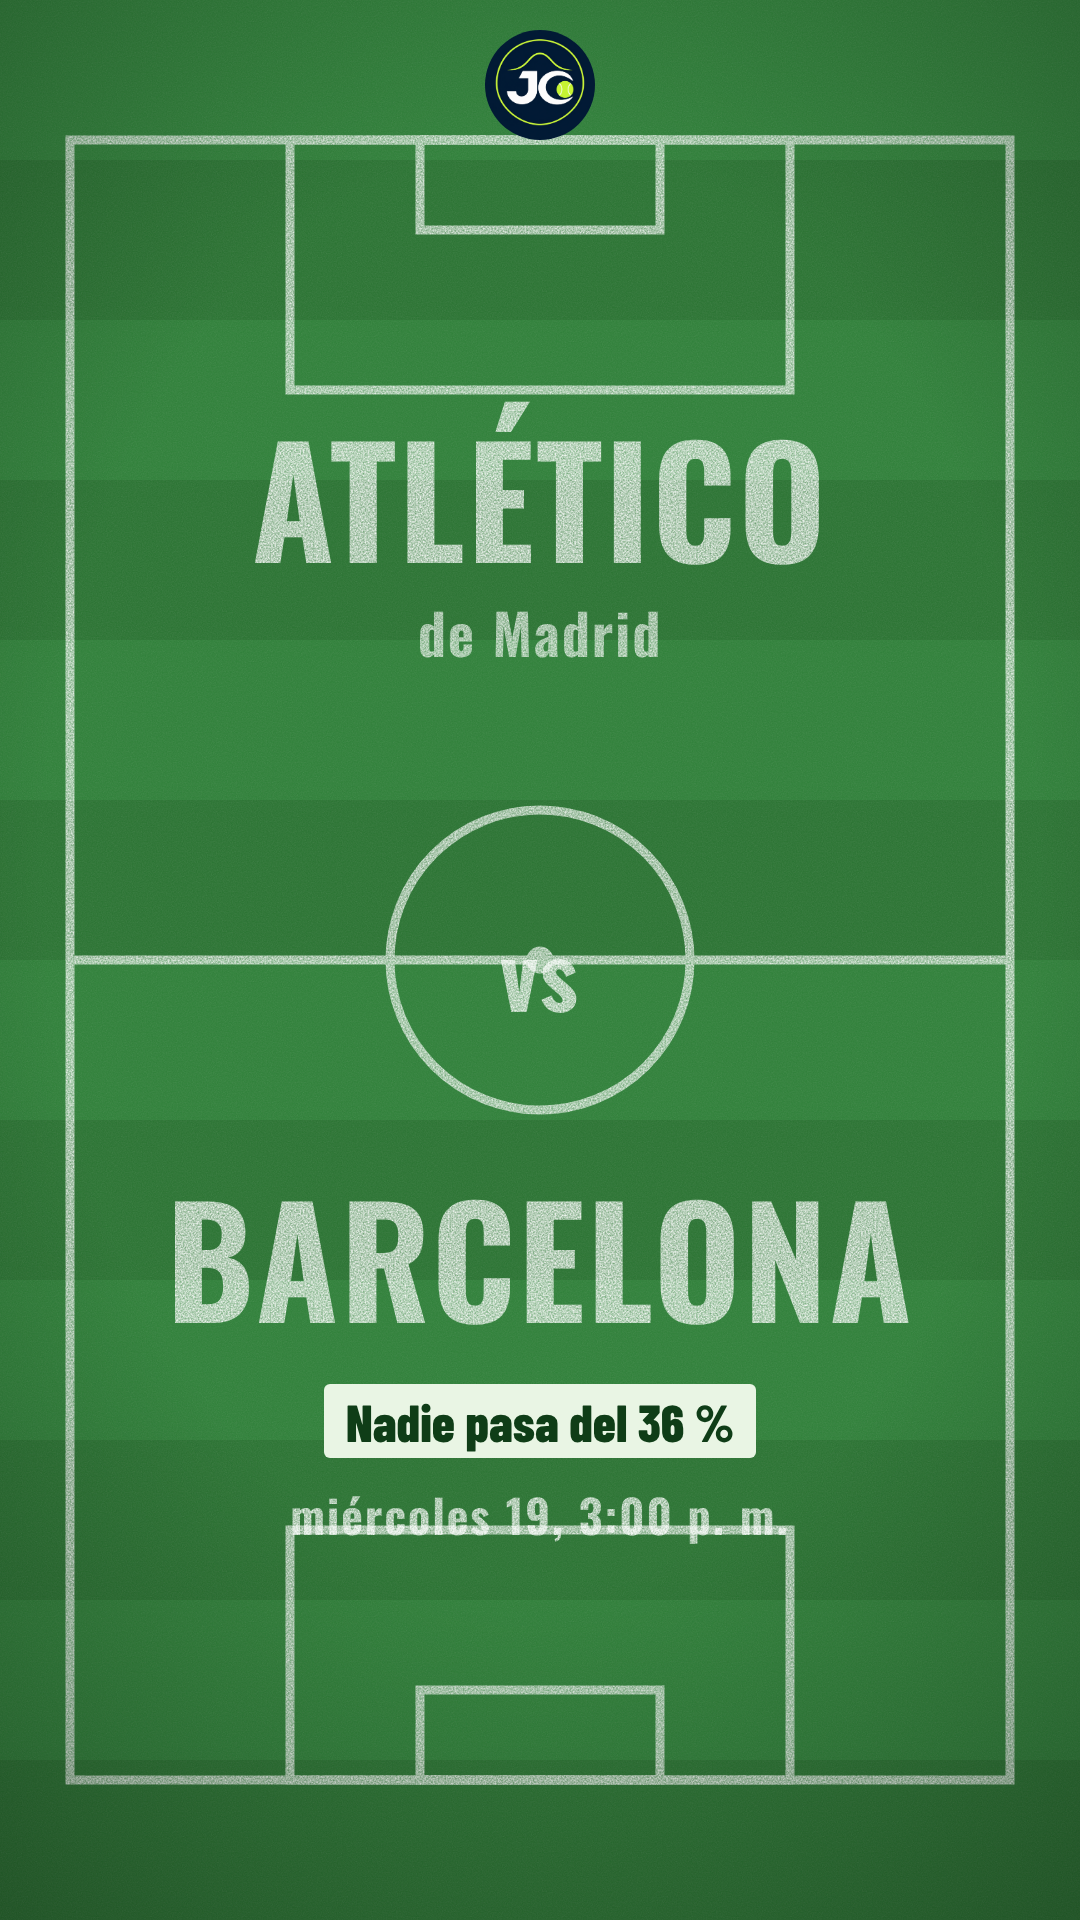 JC
ATLÉTICO
de Madrid
vs
BARCELONA
Nadie pasa del 36 %
miércoles 19, 3:00 p. m.